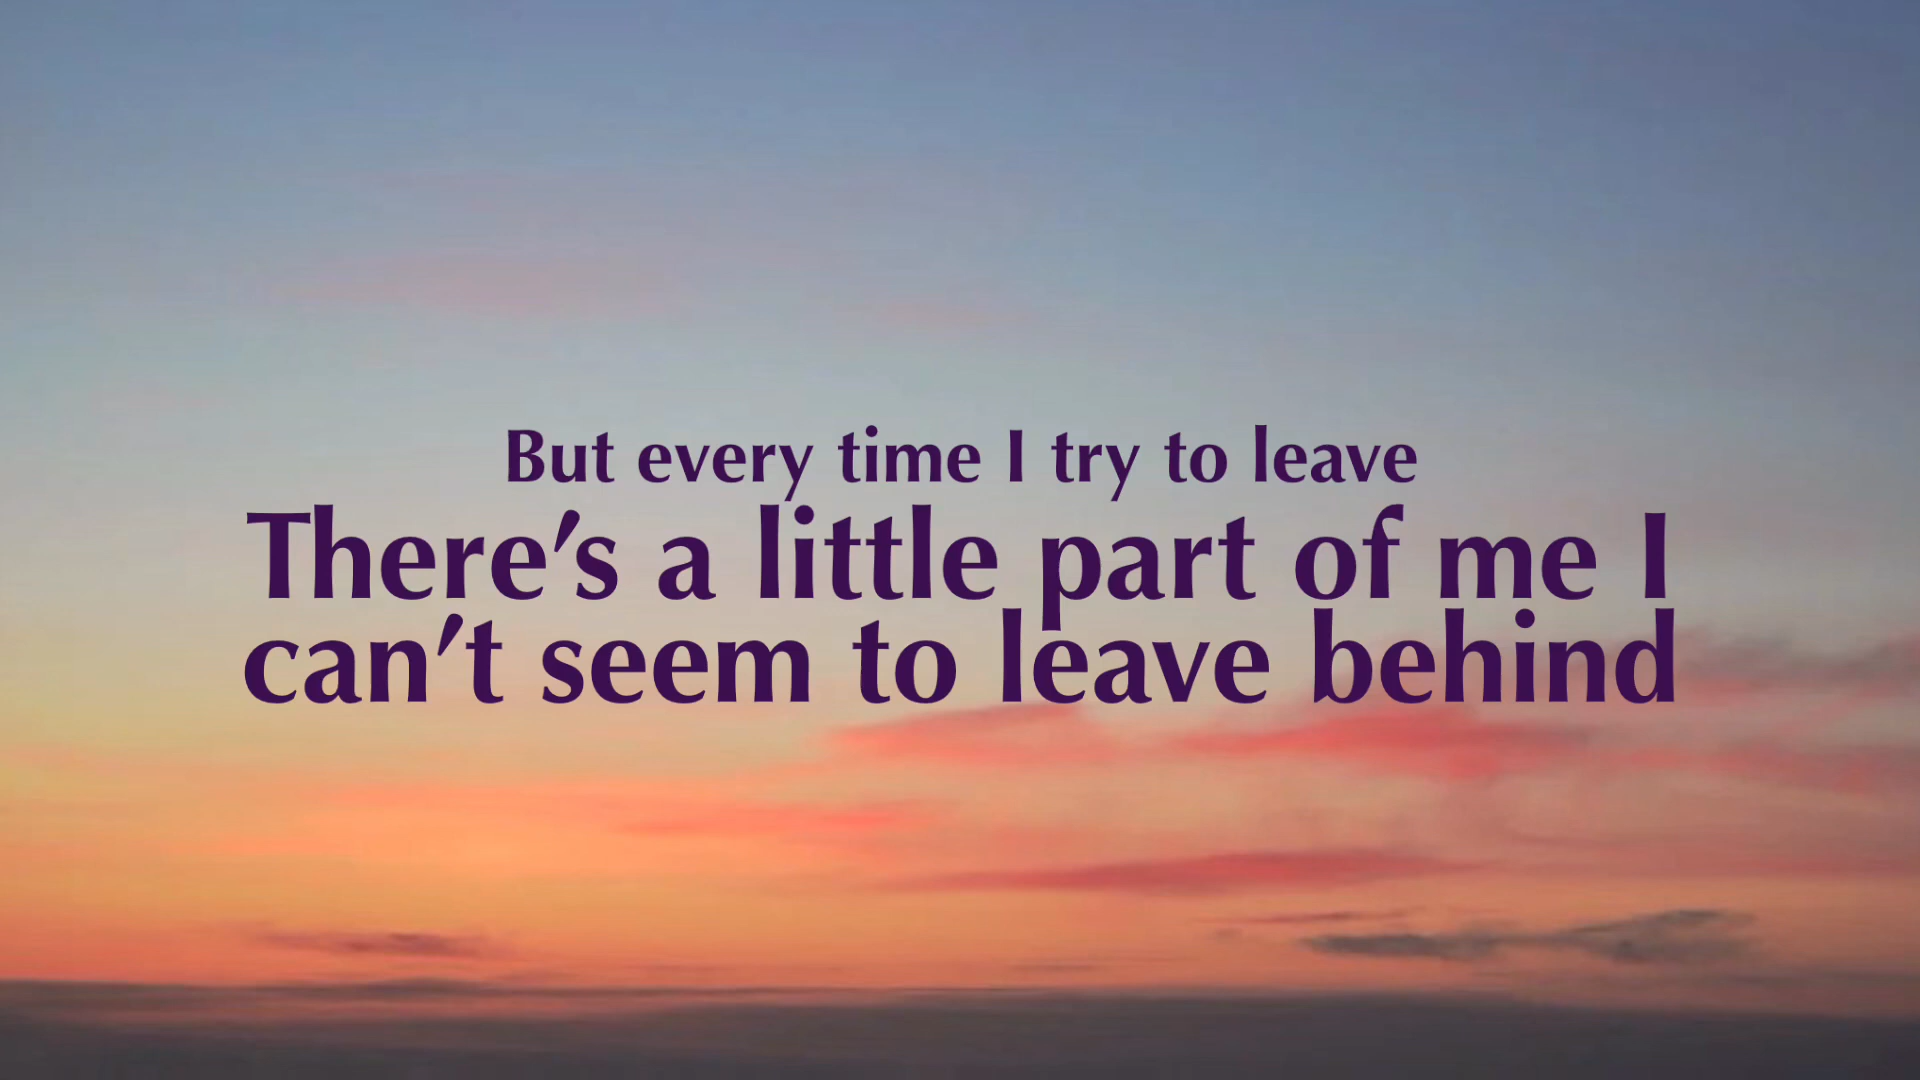 But every time I try to leave
There’s a little part of me I
can’t seem to leave behind